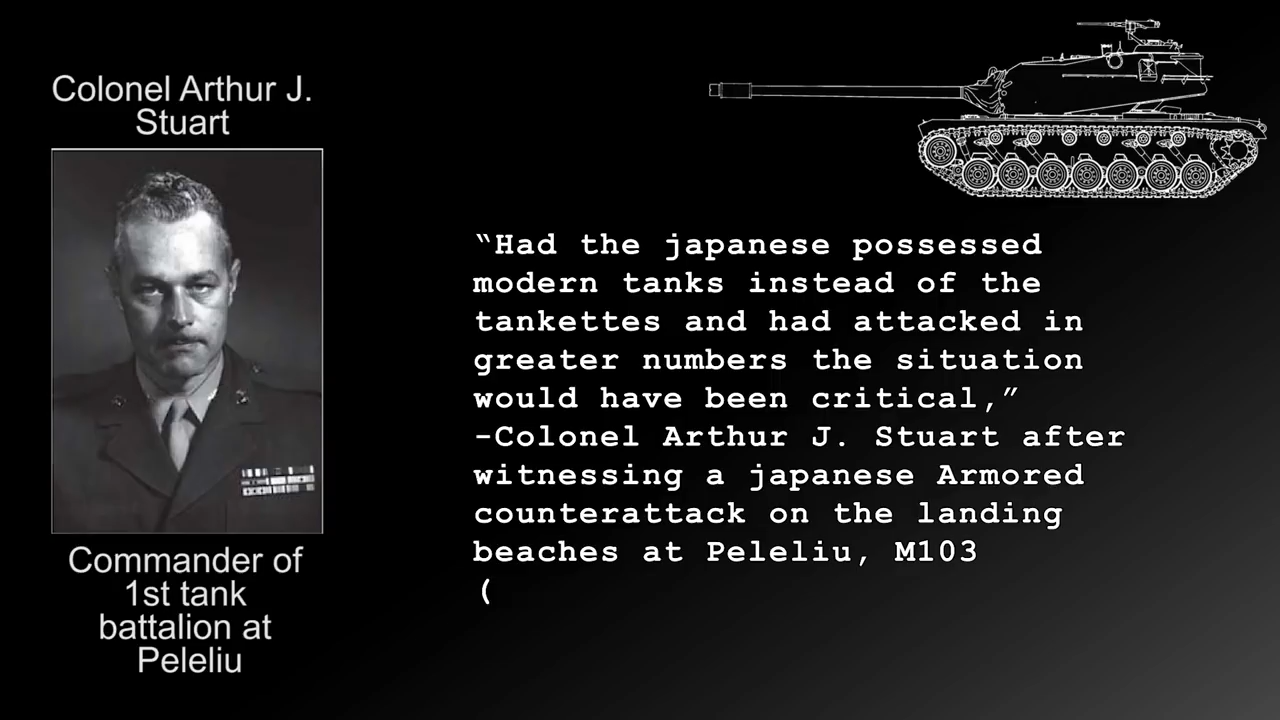 Colonel Arthur J.
Stuart
Commander of
1st tank
battalion at
Peleliu
“Had the japanese possessed
modern tanks instead of the
tankettes and had attacked in
greater numbers the situation
would have been critical,”
-Colonel Arthur J. Stuart after
witnessing a japanese Armored
counterattack on the landing
beaches at Peleliu, M103
(